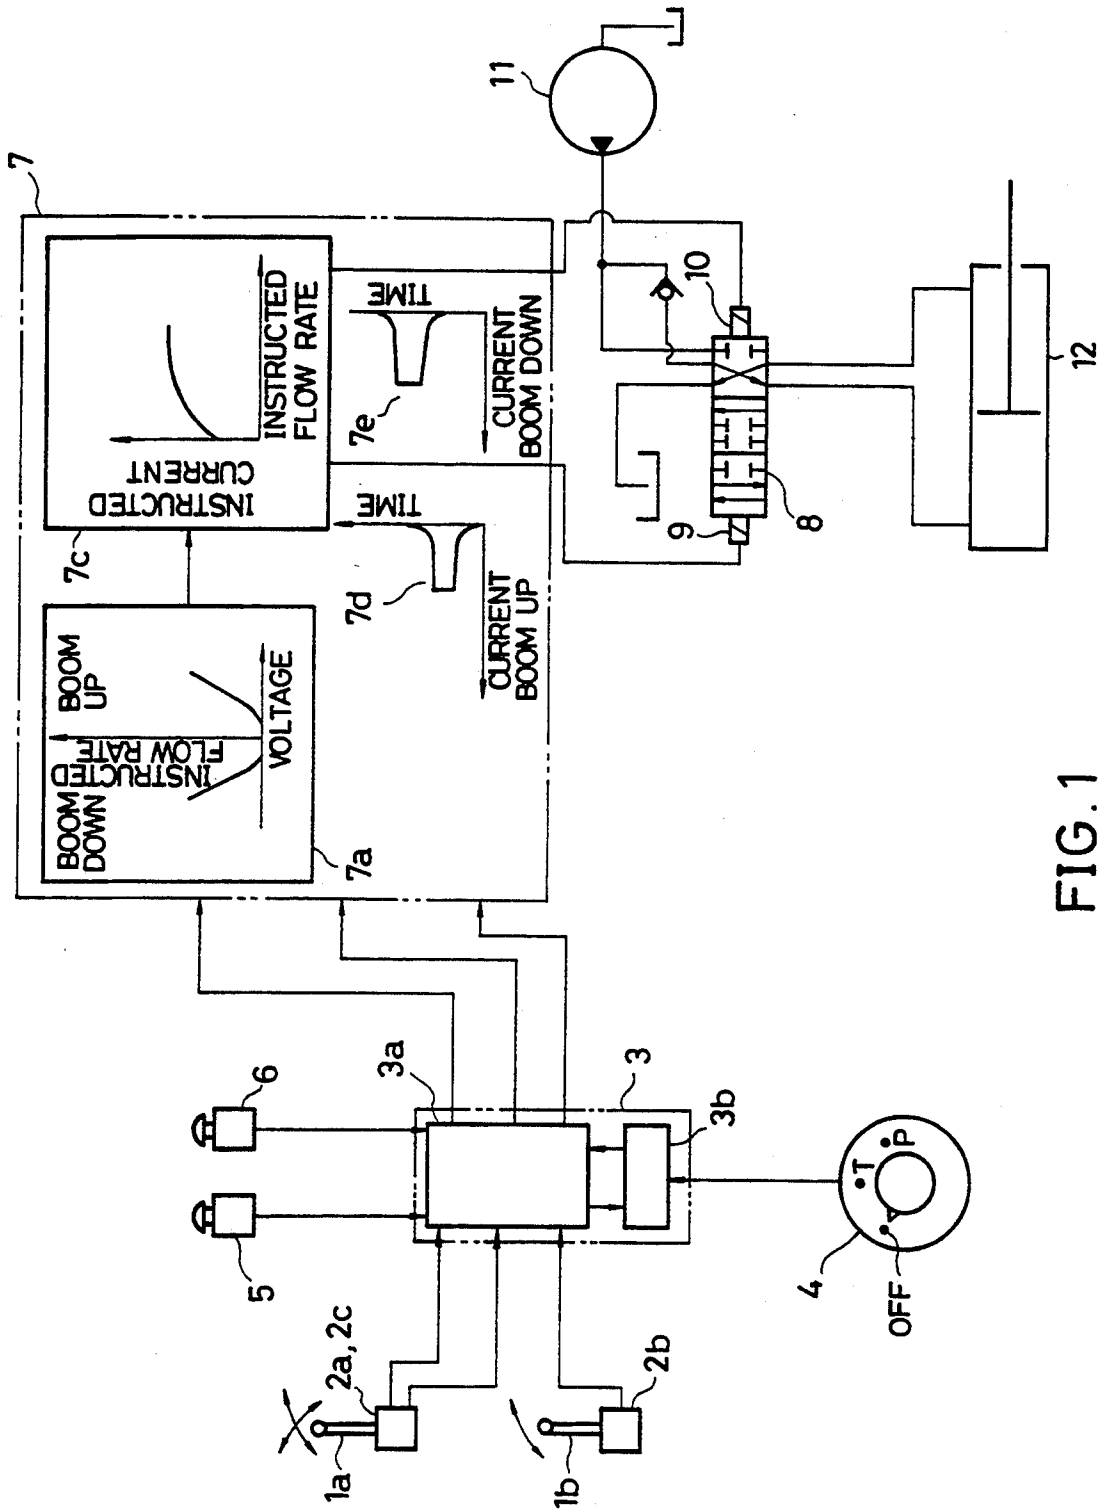 1a
2a, 2c
1b
2b
5
6
3a
3
3b
4
OFF
T
P
7
7a
BOOM
DOWN
INSTRUCTED
FLOW RATE
BOOM
UP
VOLTAGE
7c
INSTRUCTED
CURRENT
INSTRUCTED
FLOW RATE
7d
TIME
CURRENT
BOOM UP
7e
TIME
CURRENT
BOOM DOWN
8
9
10
11
12
FIG. 1